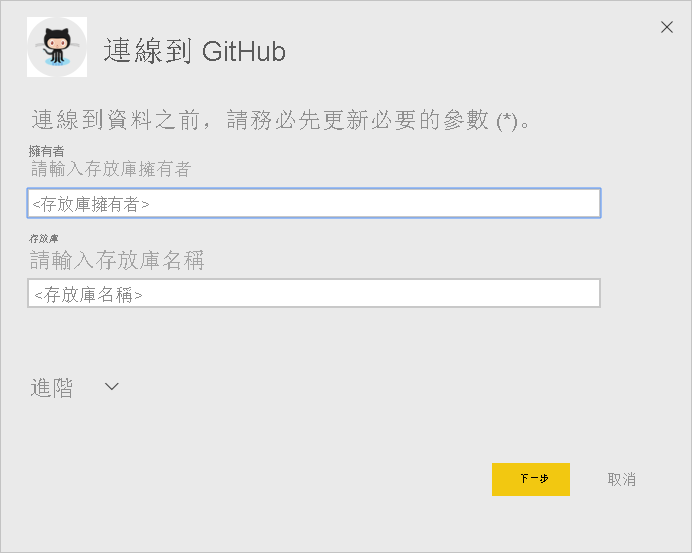 連線到 GitHub
連線到資料之前，請務必先更新必要的參數 (*)。
擁有者
請輸入存放庫擁有者
<存放庫擁有者>
存放庫
請輸入存放庫名稱
<存放庫名稱>
進階
下一步
取消